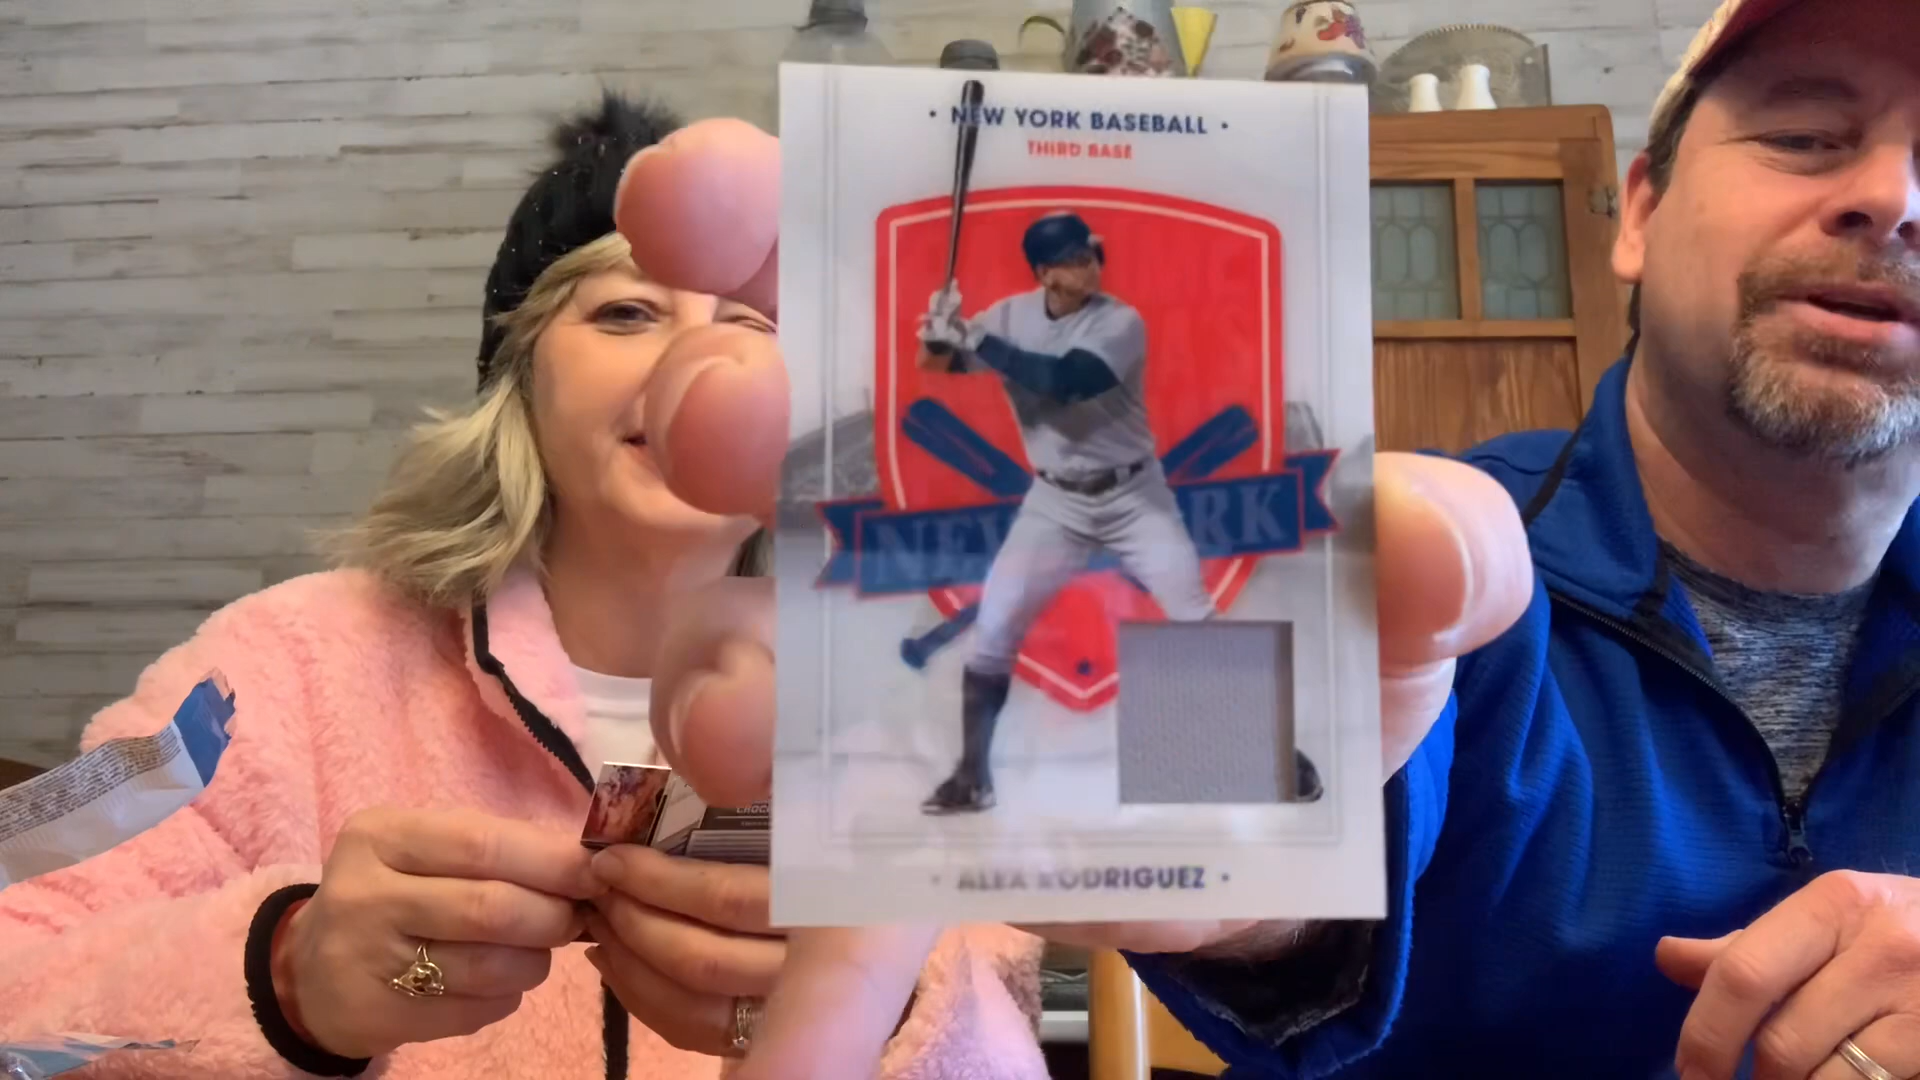 · NEW YORK BASEBALL ·
THIRD BASE
NEW YORK
· ALEX RODRIGUEZ ·